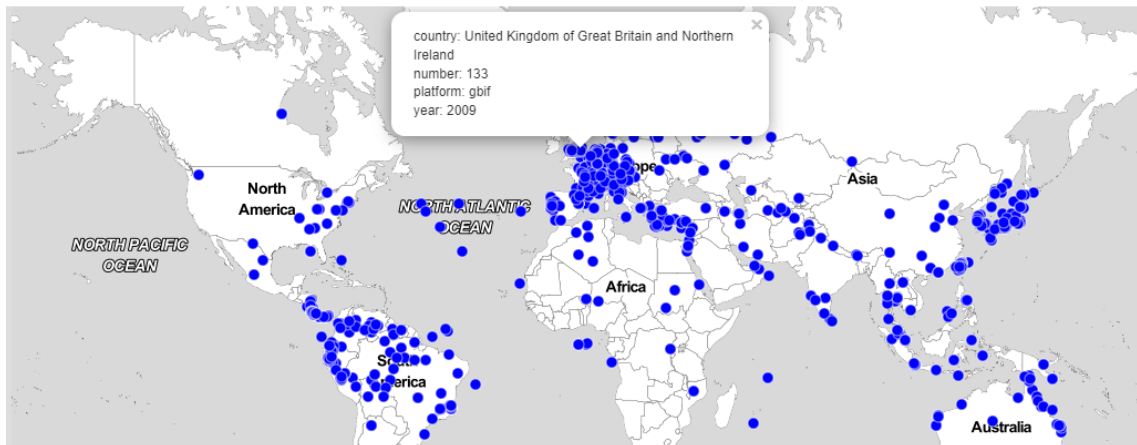 country: United Kingdom of Great Britain and Northern
Ireland
number: 133
platform: gbif
year: 2009
×
North
America
NORTH ATLANTIC
OCEAN
NORTH PACIFIC
OCEAN
Asia
Africa
Australia